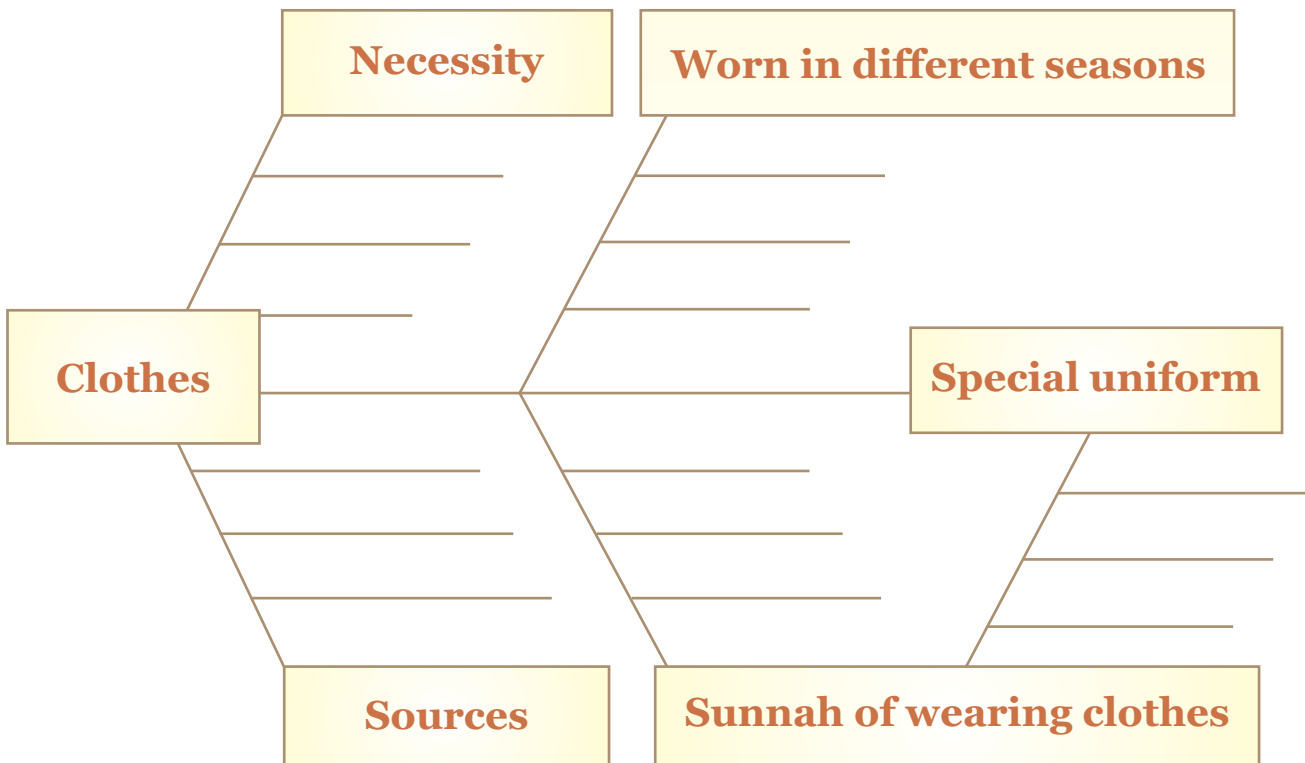 Necessity
Worn in different seasons
Clothes
Special uniform
Sources
Sunnah of wearing clothes